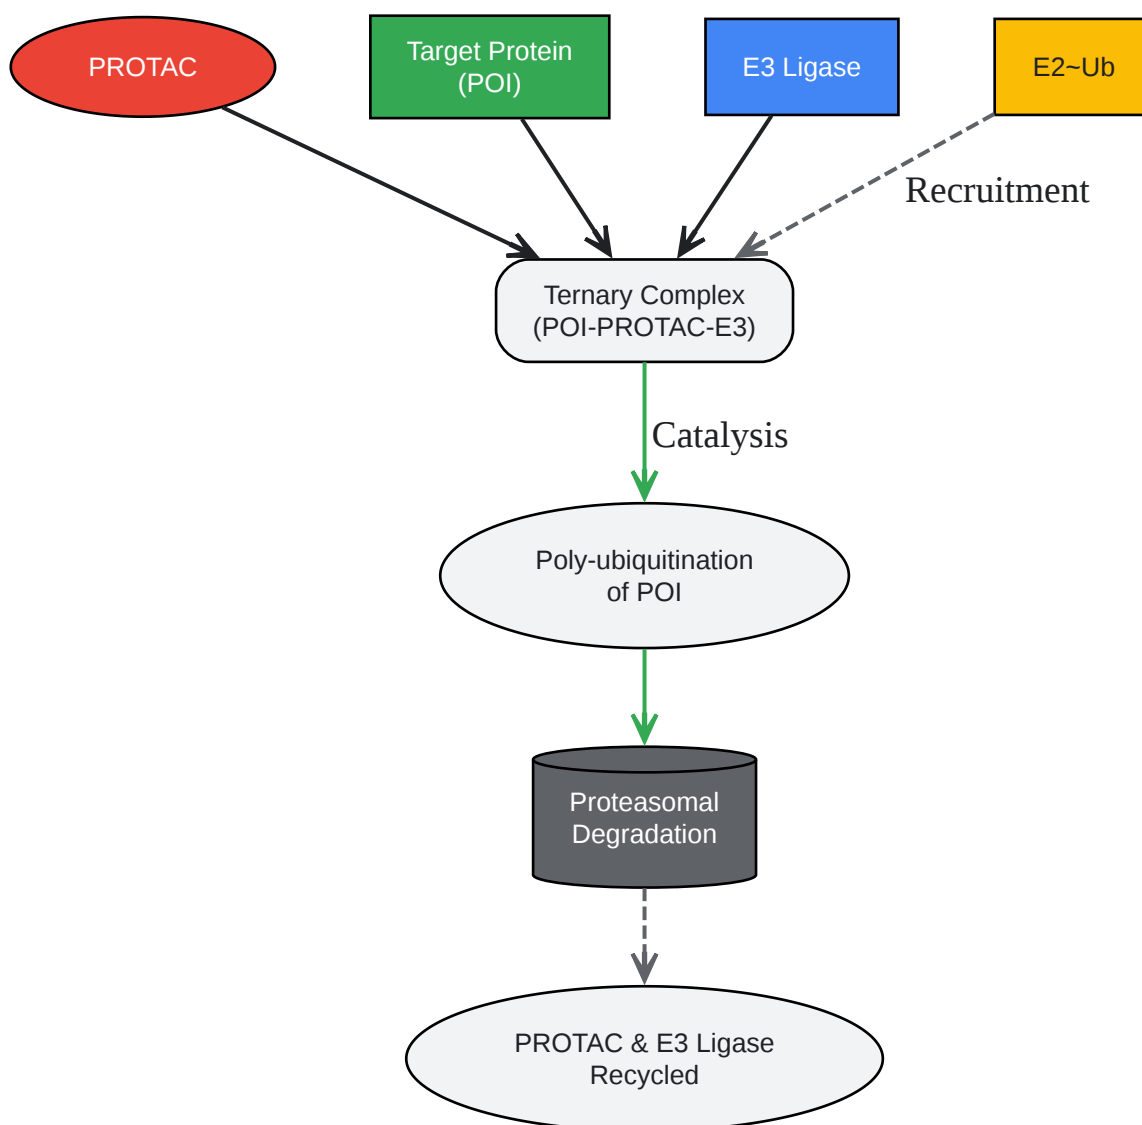 PROTAC
Target Protein
(POI)
E3 Ligase
E2~Ub
Recruitment
Ternary Complex
(POI-PROTAC-E3)
Catalysis
Poly-ubiquitination
of POI
Proteasomal
Degradation
PROTAC & E3 Ligase
Recycled